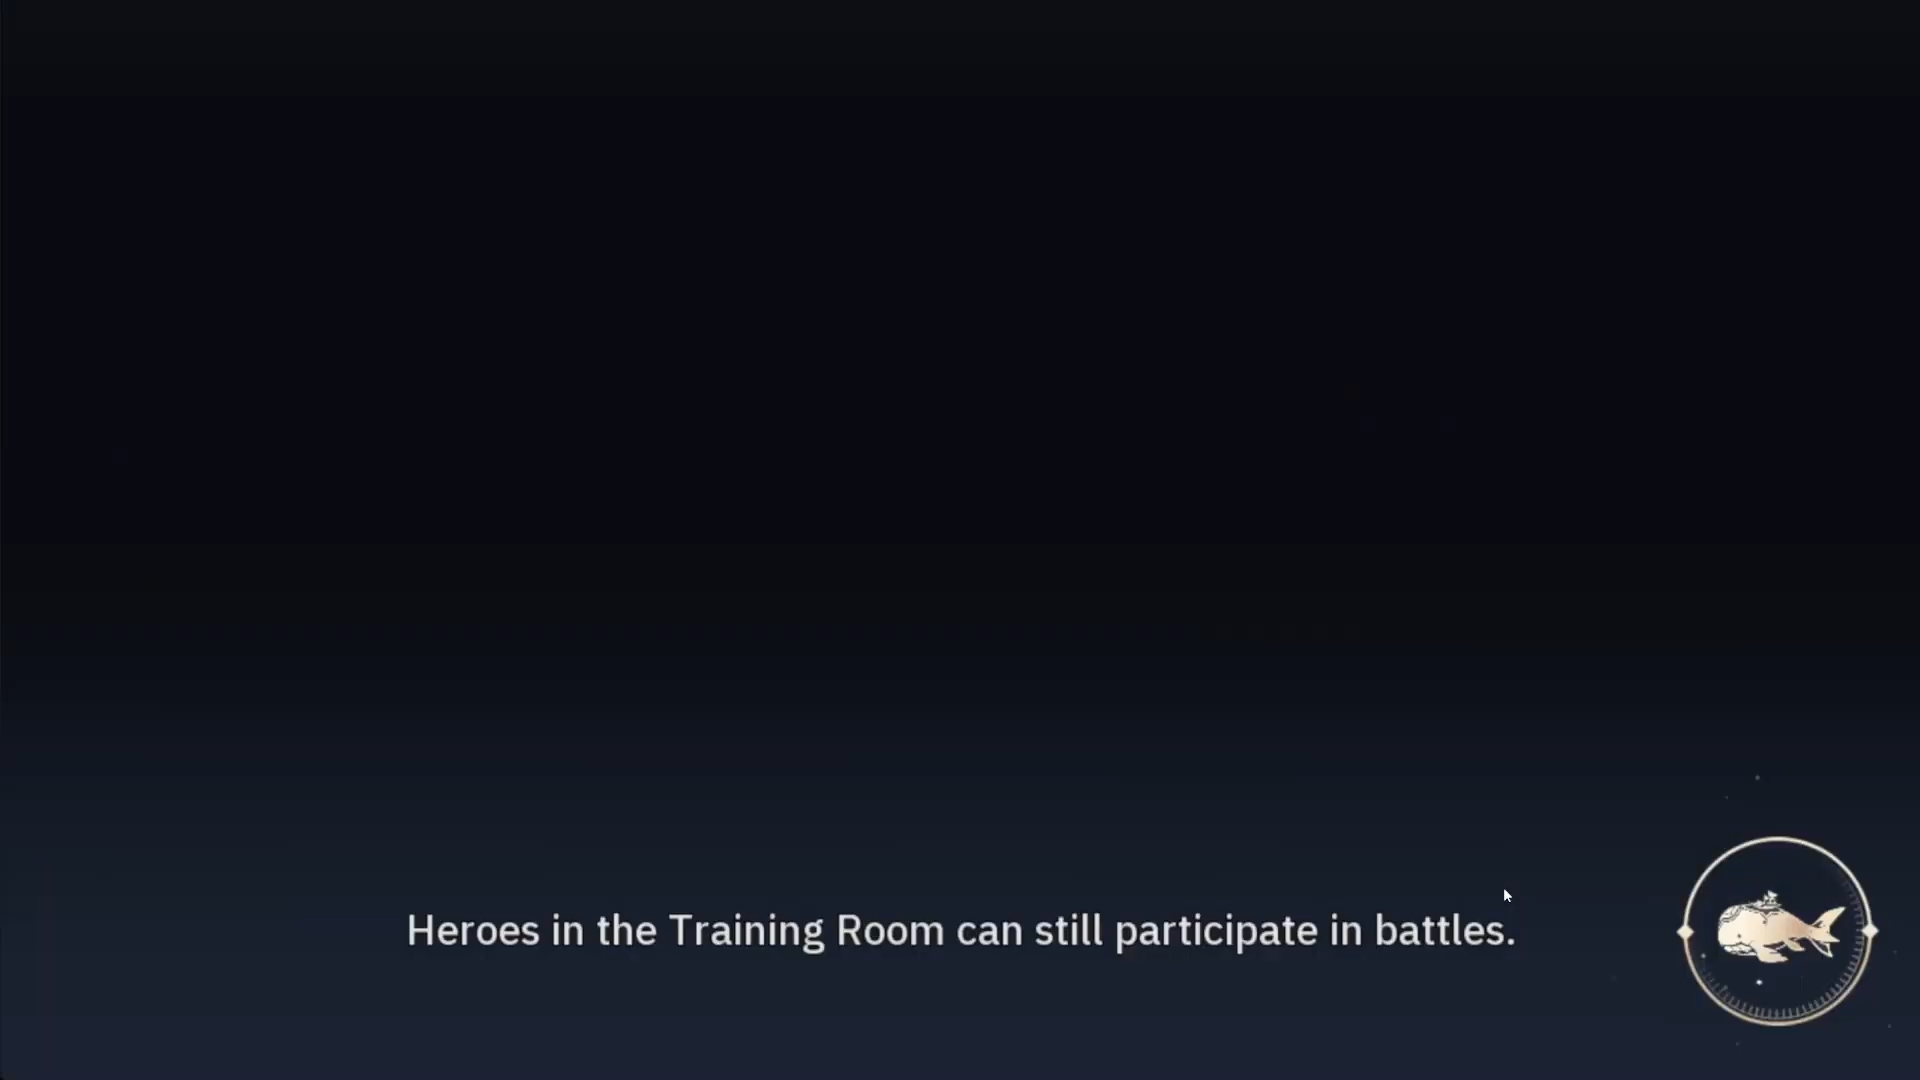 Heroes in the Training Room can still participate in battles.